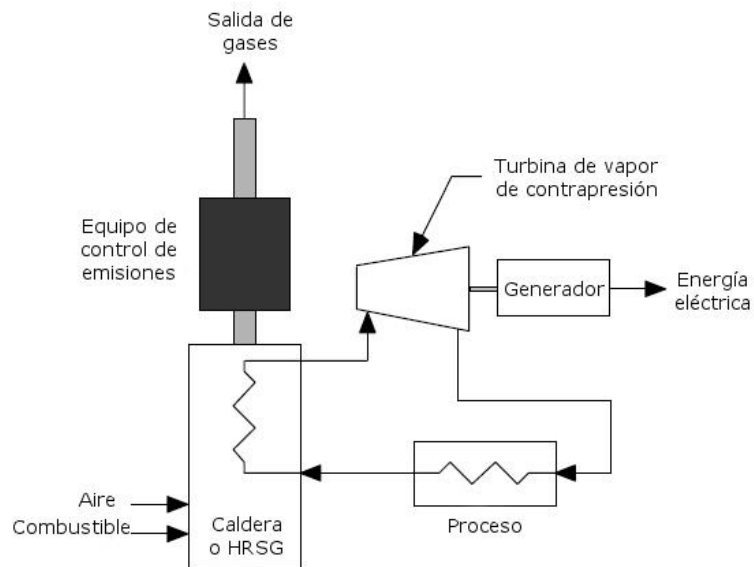 Salida de
gases
Turbina de vapor
de contrapresión
Equipo de
control de
emisiones
Generador
Energía
eléctrica
Aire
Combustible
Caldera
o HRSG
Proceso